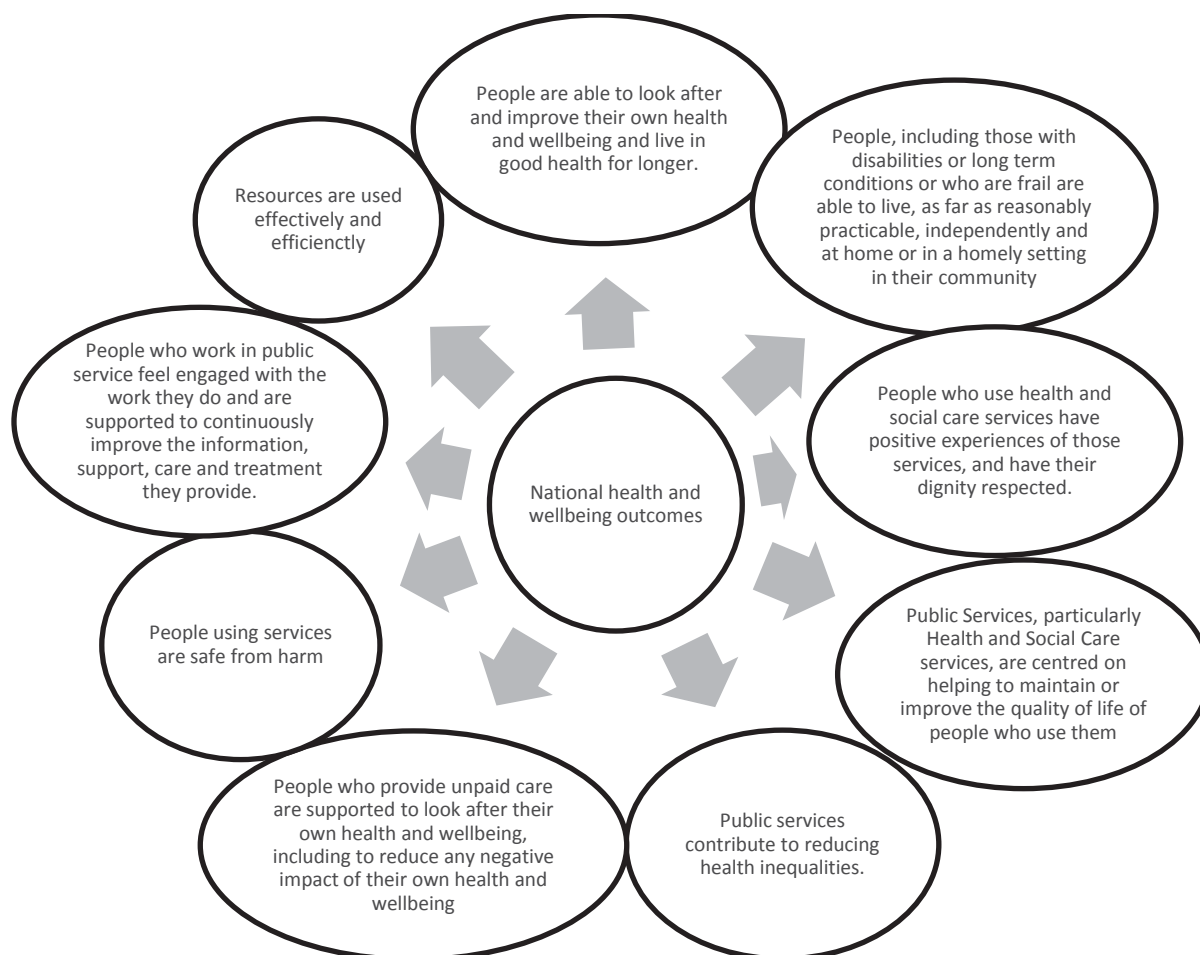 People are able to look after
and improve their own health
and wellbeing and live in
good health for longer.
People, including those with
disabilities or long term
conditions or who are frail are
able to live, as far as reasonably
practicable, independently and
at home or in a homely setting
in their community
People who use health and
social care services have
positive experiences of those
services, and have their
dignity respected.
Public Services, particularly
Health and Social Care
services, are centred on
helping to maintain or
improve the quality of life of
people who use them
Public services
contribute to reducing
health inequalities.
People who provide unpaid care
are supported to look after their
own health and wellbeing,
including to reduce any negative
impact of their own health and
wellbeing
People using services
are safe from harm
People who work in public
service feel engaged with the
work they do and are
supported to continuously
improve the information,
support, care and treatment
they provide.
Resources are used
effectively and
efficienctly
National health and
wellbeing outcomes